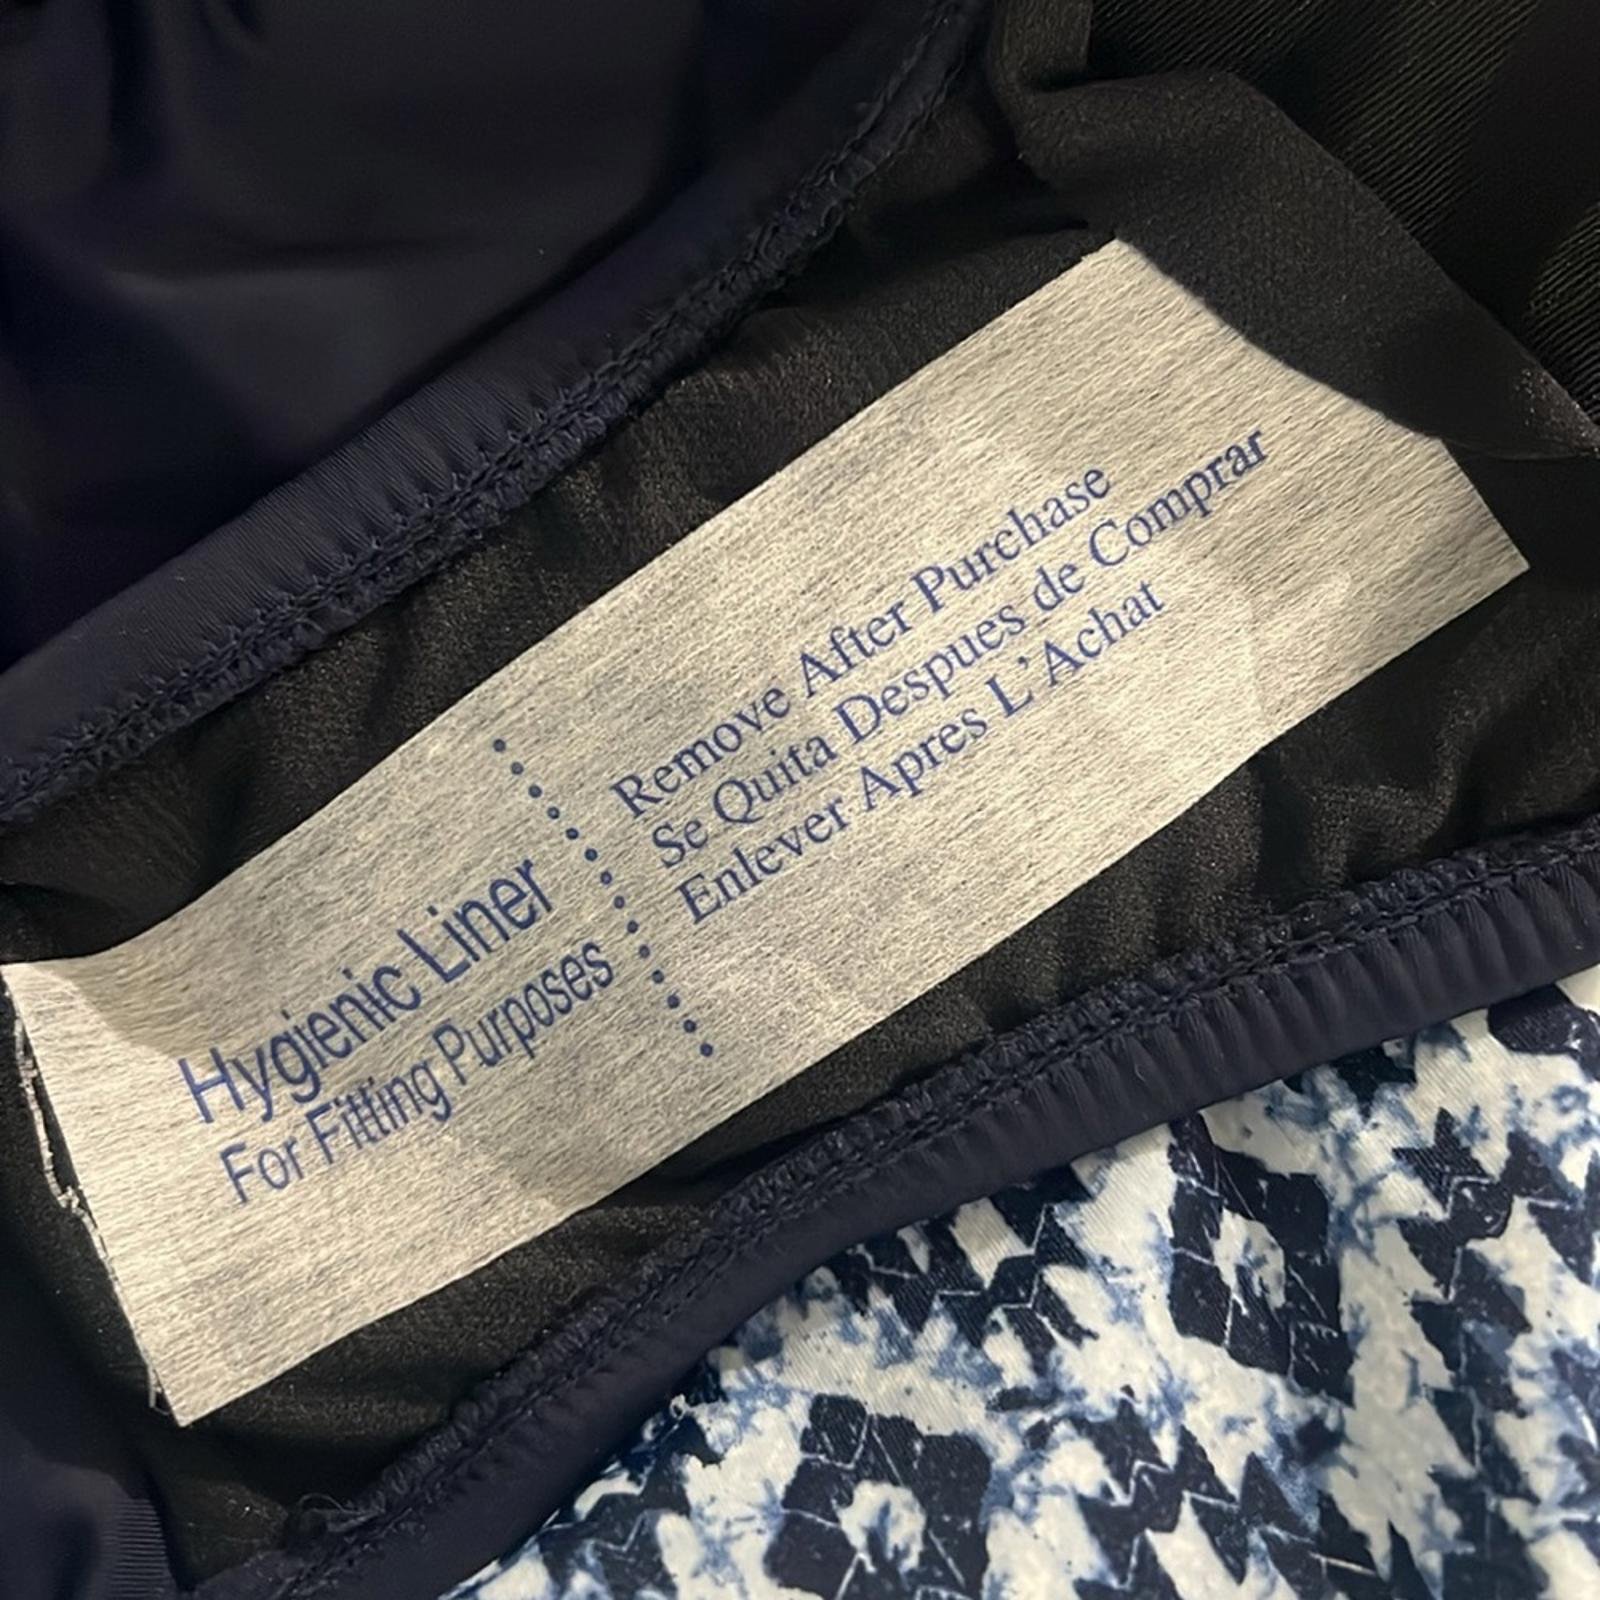 Hygienic Liner
For Fitting Purposes
Remove After Purchase
Se Quita Despues de Comprar
Enlever Apres L'Achat